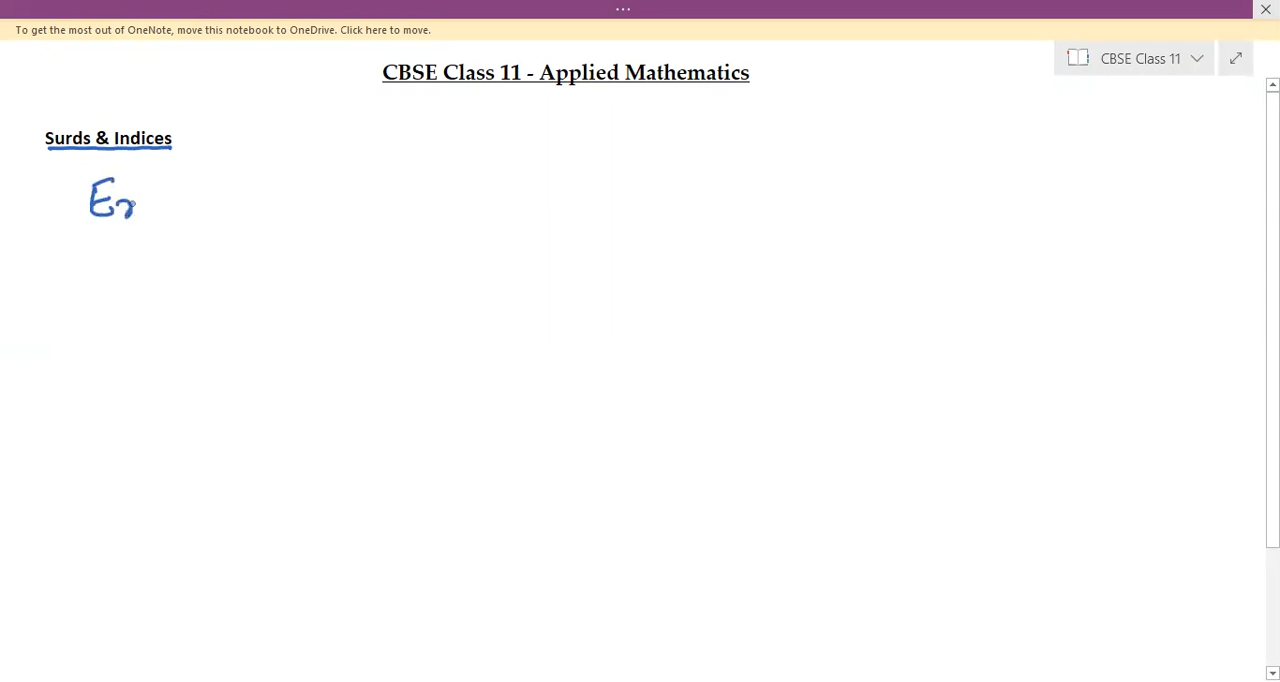 To get the most out of OneNote, move this notebook to OneDrive. Click here to move.
CBSE Class 11 - Applied Mathematics
CBSE Class 11
Surds & Indices